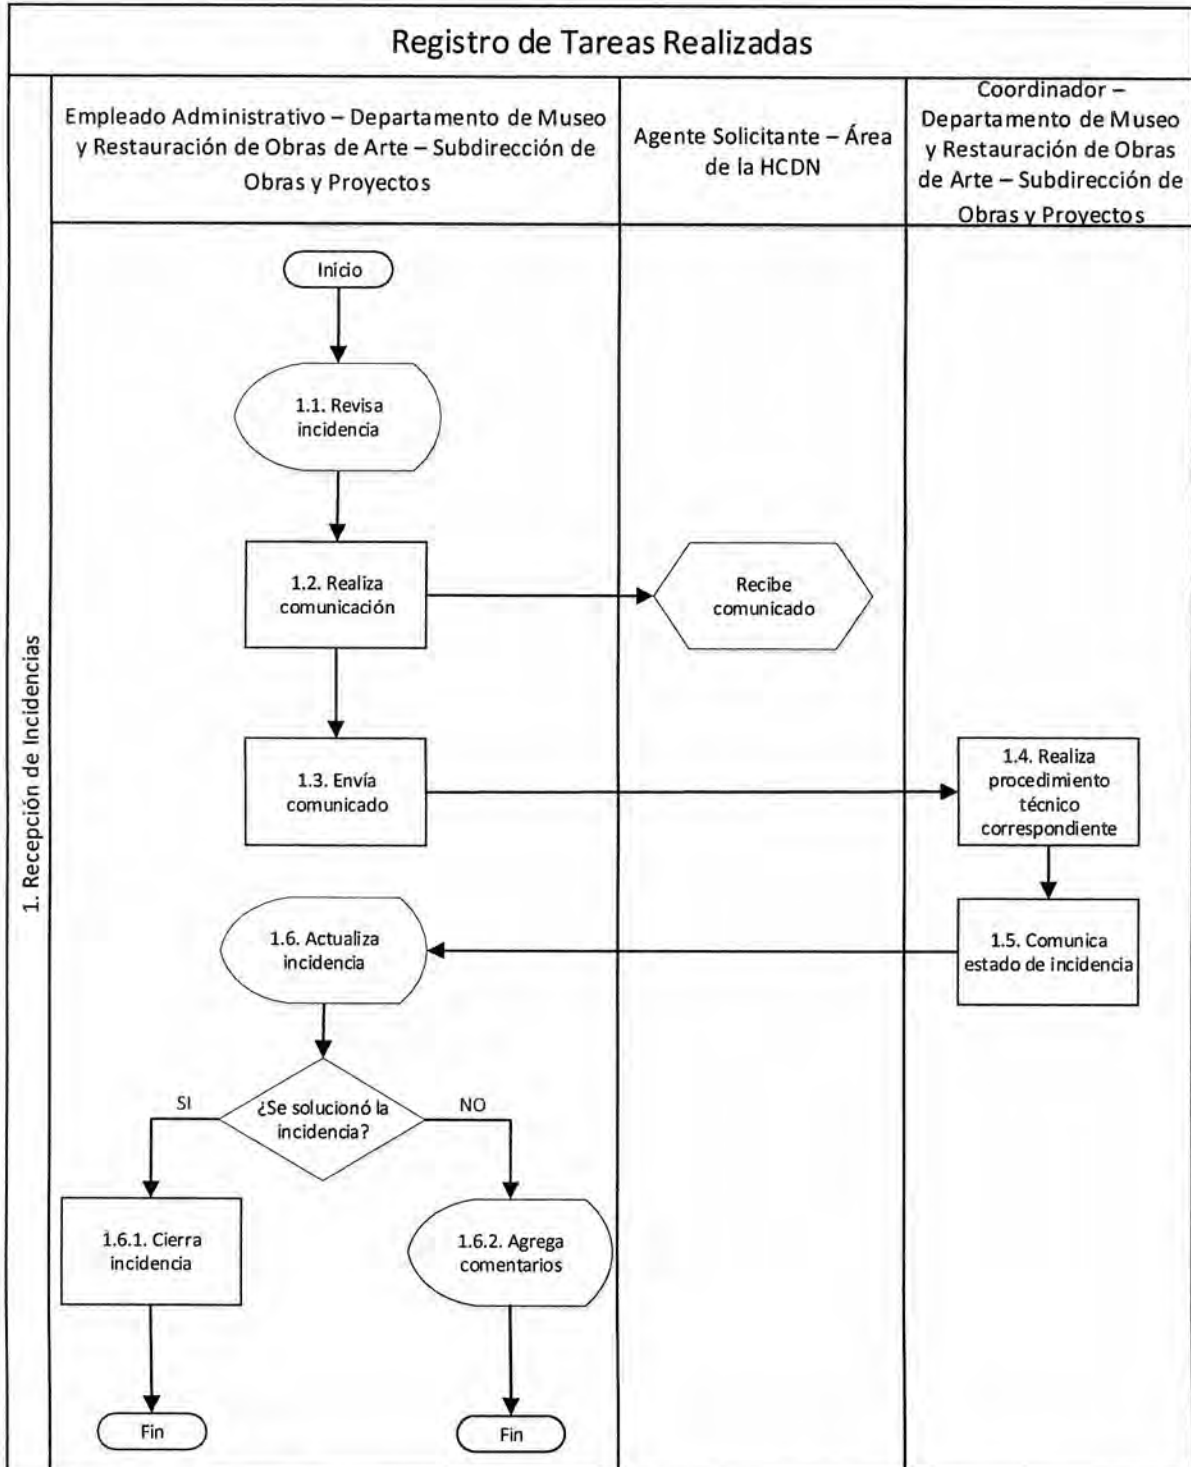 Registro de Tareas Realizadas
Empleado Administrativo – Departamento de Museo
y Restauración de Obras de Arte – Subdirección de
Obras y Proyectos
Agente Solicitante – Área
de la HCDN
Coordinador –
Departamento de Museo
y Restauración de Obras
de Arte – Subdirección de
Obras y Proyectos
1. Recepción de Incidencias
Inicio
1.1. Revisa
incidencia
1.2. Realiza
comunicación
Recibe
comunicado
1.3. Envía
comunicado
1.4. Realiza
procedimiento
técnico
correspondiente
1.5. Comunica
estado de incidencia
1.6. Actualiza
incidencia
¿Se solucionó la
incidencia?
SI
NO
1.6.1. Cierra
incidencia
1.6.2. Agrega
comentarios
Fin
Fin